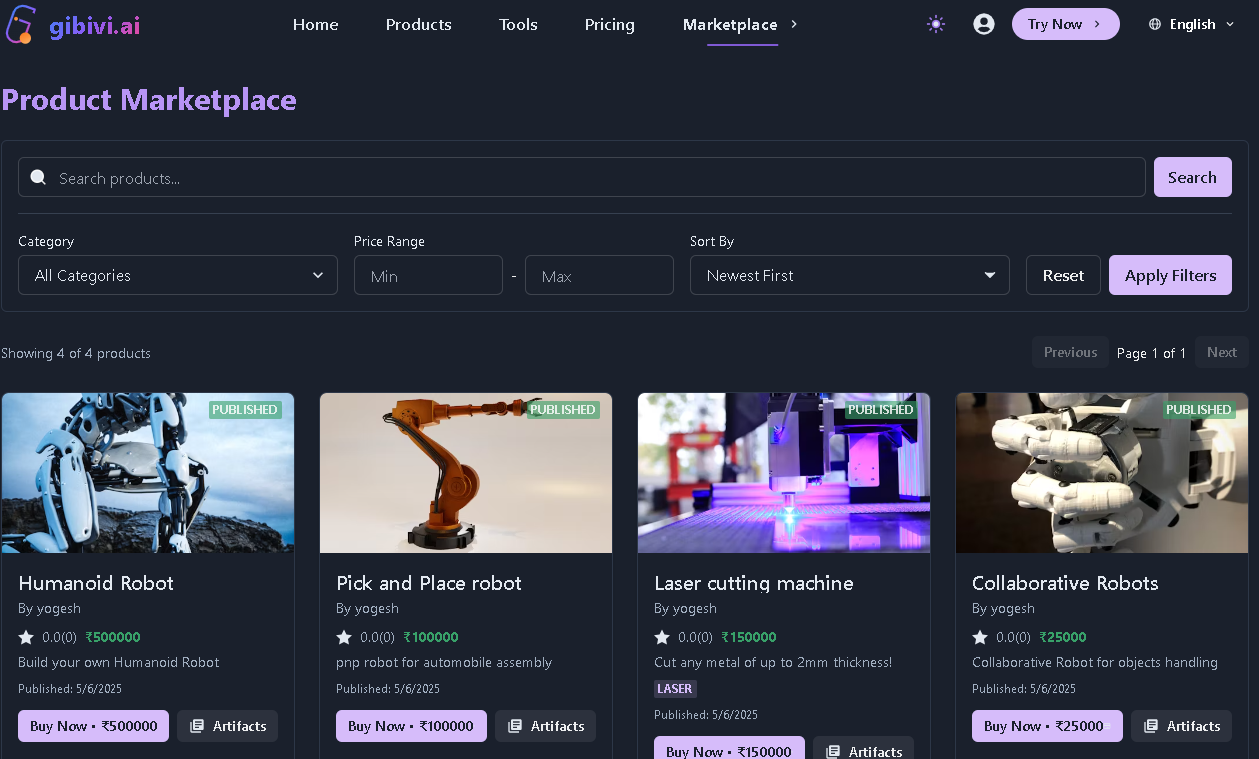 gibivi.ai Home Products Tools Pricing Marketplace Try Now English
Product Marketplace
Search products... Search
Category Price Range Sort By
All Categories Min - Max Newest First Reset Apply Filters
Showing 4 of 4 products Previous Page 1 of 1 Next
PUBLISHED PUBLISHED PUBLISHED PUBLISHED
Humanoid Robot
By yogesh
0.0(0) ₹500000
Build your own Humanoid Robot
Published: 5/6/2025
Buy Now • ₹500000 Artifacts
Pick and Place robot
By yogesh
0.0(0) ₹100000
pnp robot for automobile assembly
Published: 5/6/2025
Buy Now • ₹100000 Artifacts
Laser cutting machine
By yogesh
0.0(0) ₹150000
Cut any metal of up to 2mm thickness!
LASER
Published: 5/6/2025
Buy Now • ₹150000 Artifacts
Collaborative Robots
By yogesh
0.0(0) ₹25000
Collaborative Robot for objects handling
Published: 5/6/2025
Buy Now • ₹25000 Artifacts